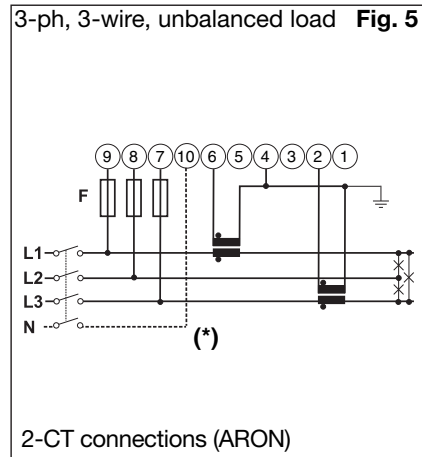 3-ph, 3-wire, unbalanced load Fig. 5
9 8 7 10 6 5 4 3 2 1
F
L1
L2
L3
N
(*)
2-CT connections (ARON)